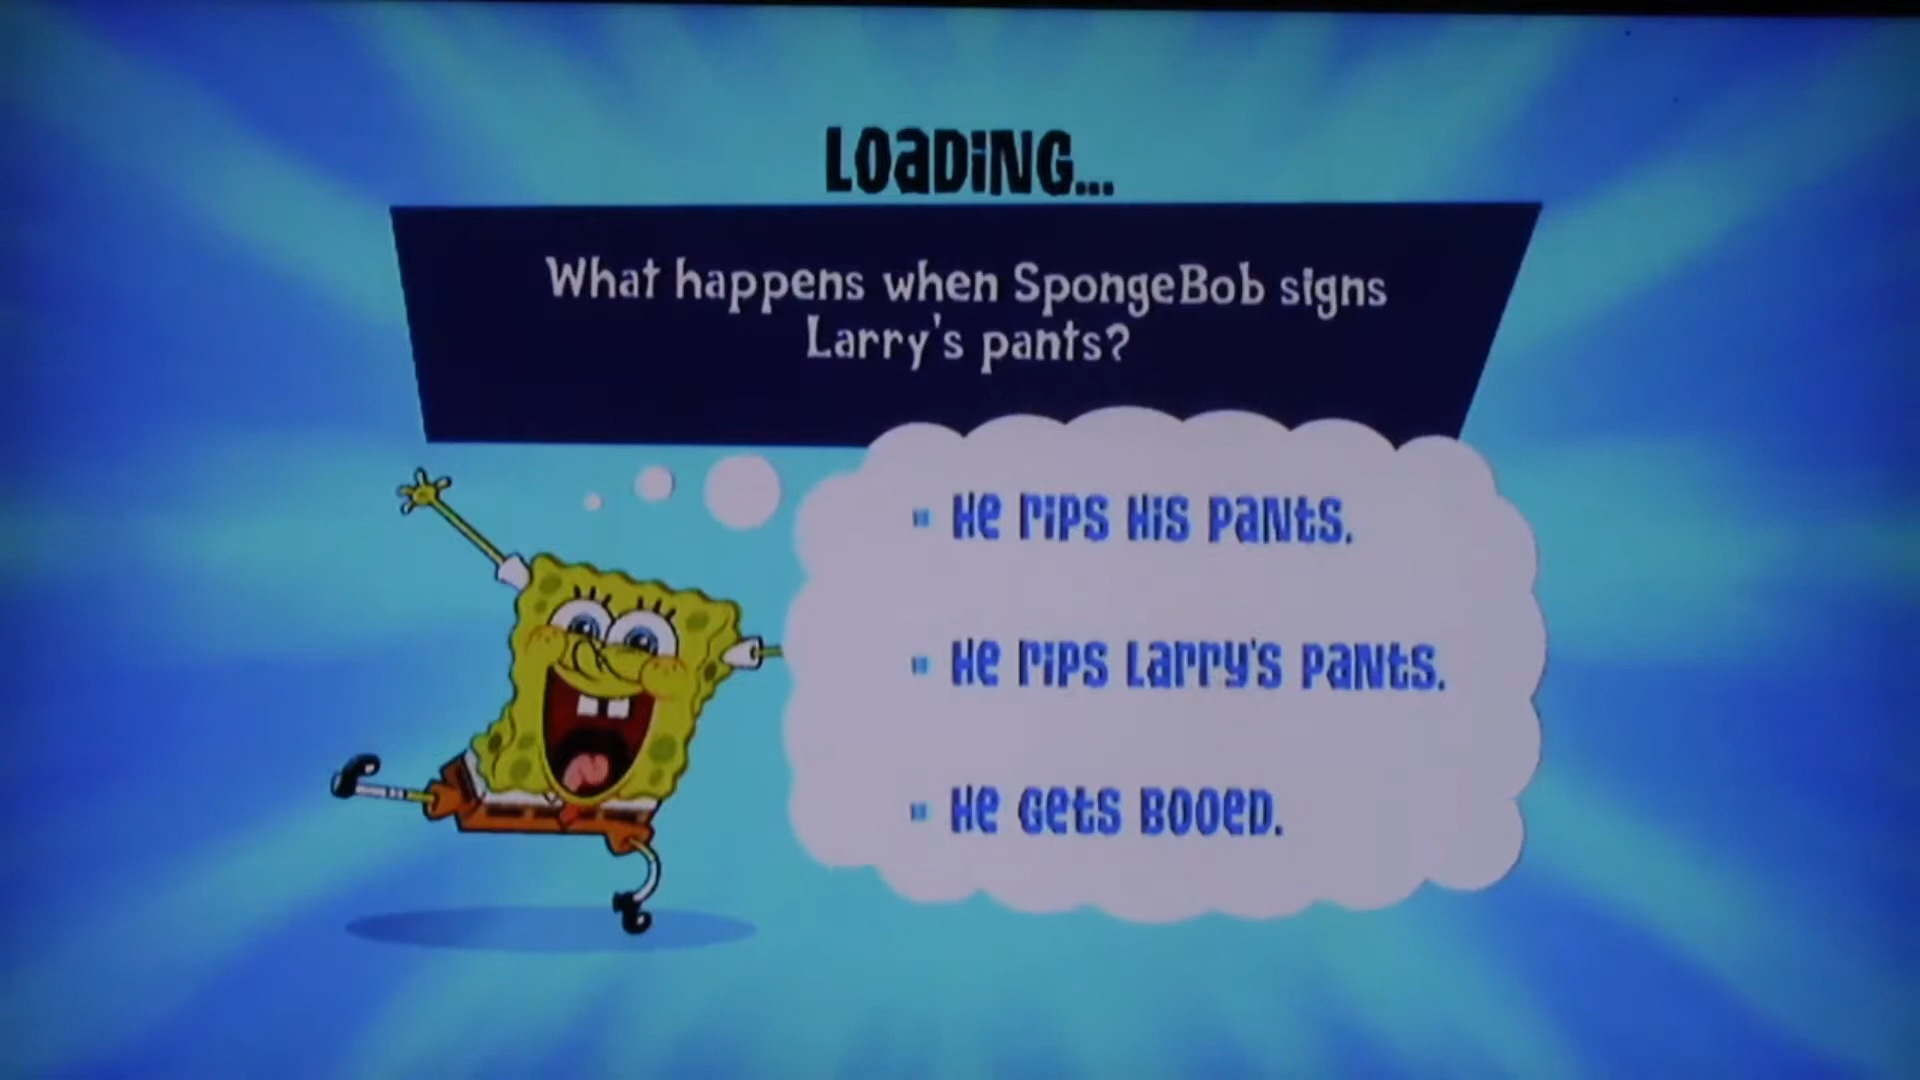 LOADING...
What happens when SpongeBob signs
Larry's pants?
He rips his pants.
He rips Larry's pants.
He gets booed.